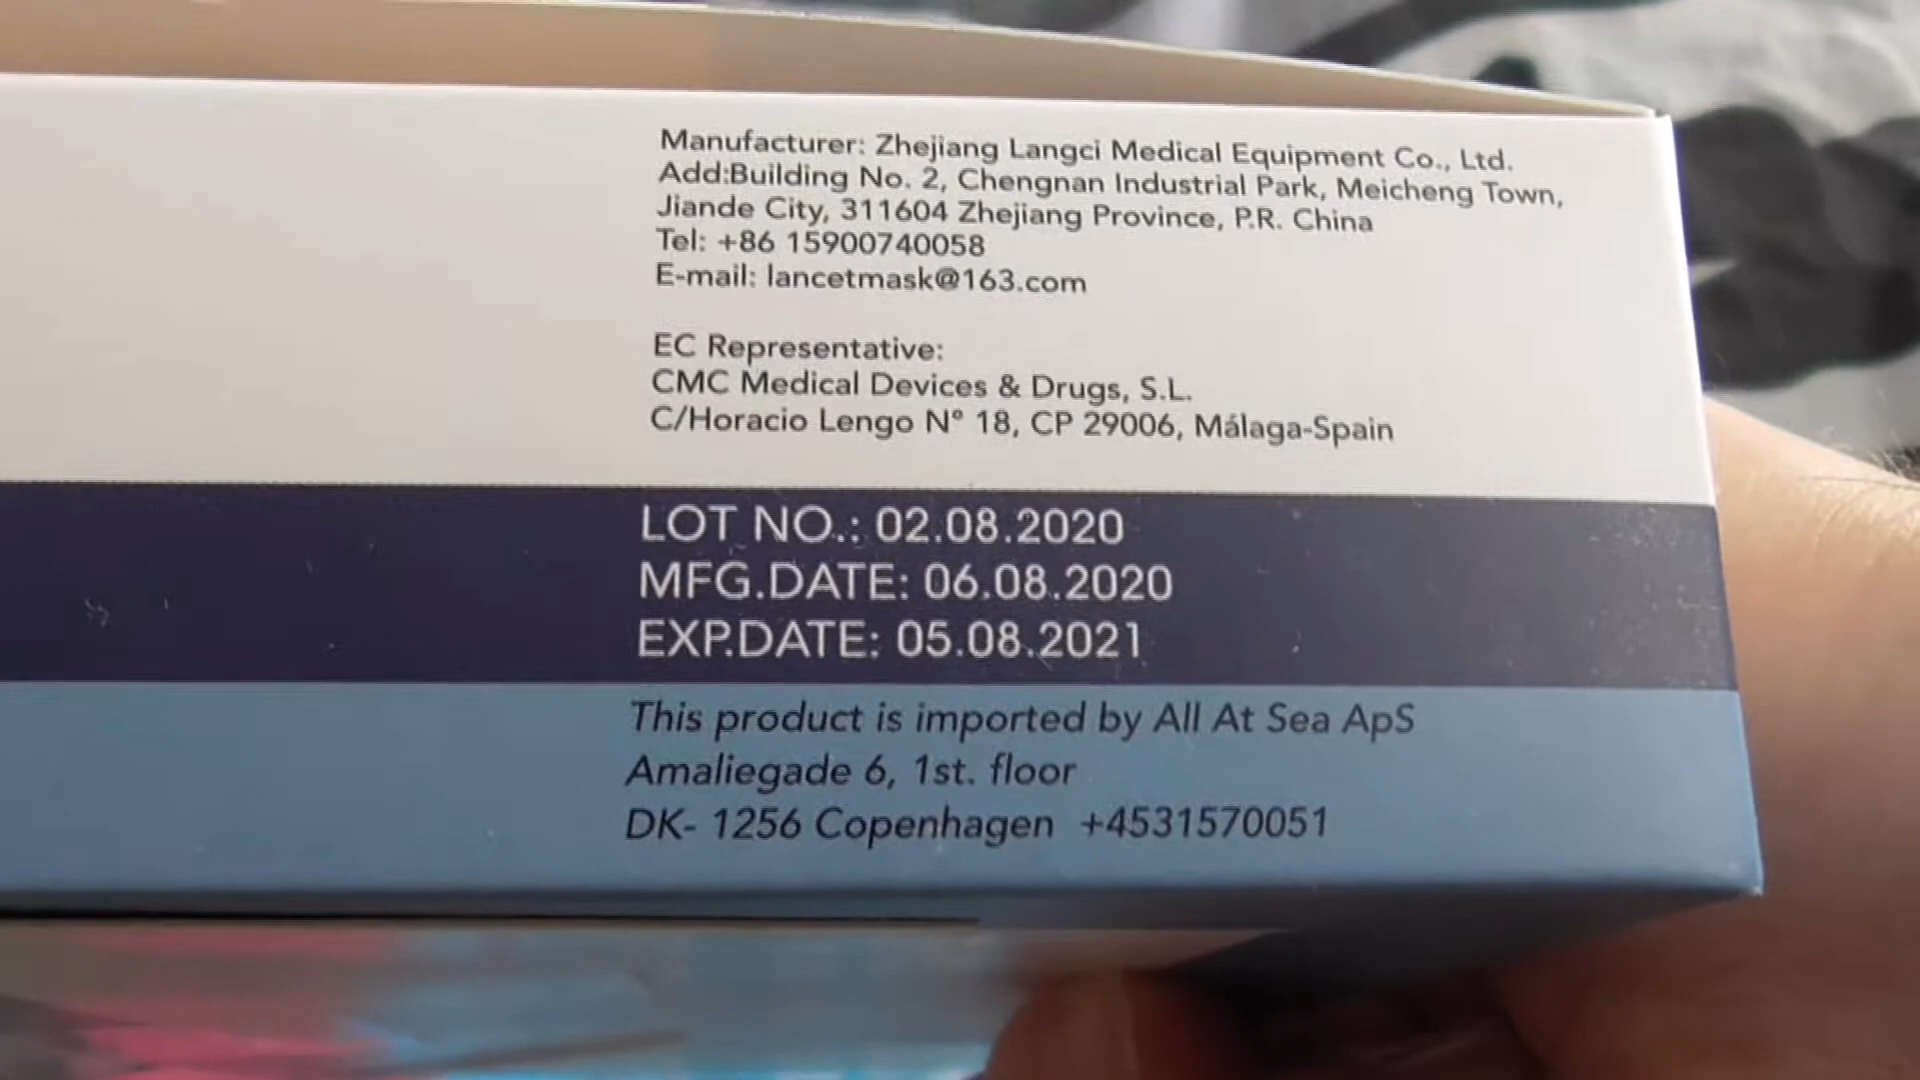 Manufacturer: Zhejiang Langci Medical Equipment Co., Ltd.
Add:Building No. 2, Chengnan Industrial Park, Meicheng Town,
Jiande City, 311604 Zhejiang Province, P.R. China
Tel: +86 15900740058
E-mail: lancetmask@163.com
EC Representative:
CMC Medical Devices & Drugs, S.L.
C/Horacio Lengo Nº 18, CP 29006, Málaga-Spain
LOT NO.: 02.08.2020
MFG.DATE: 06.08.2020
EXP.DATE: 05.08.2021
This product is imported by All At Sea ApS
Amaliegade 6, 1st. floor
DK- 1256 Copenhagen +4531570051